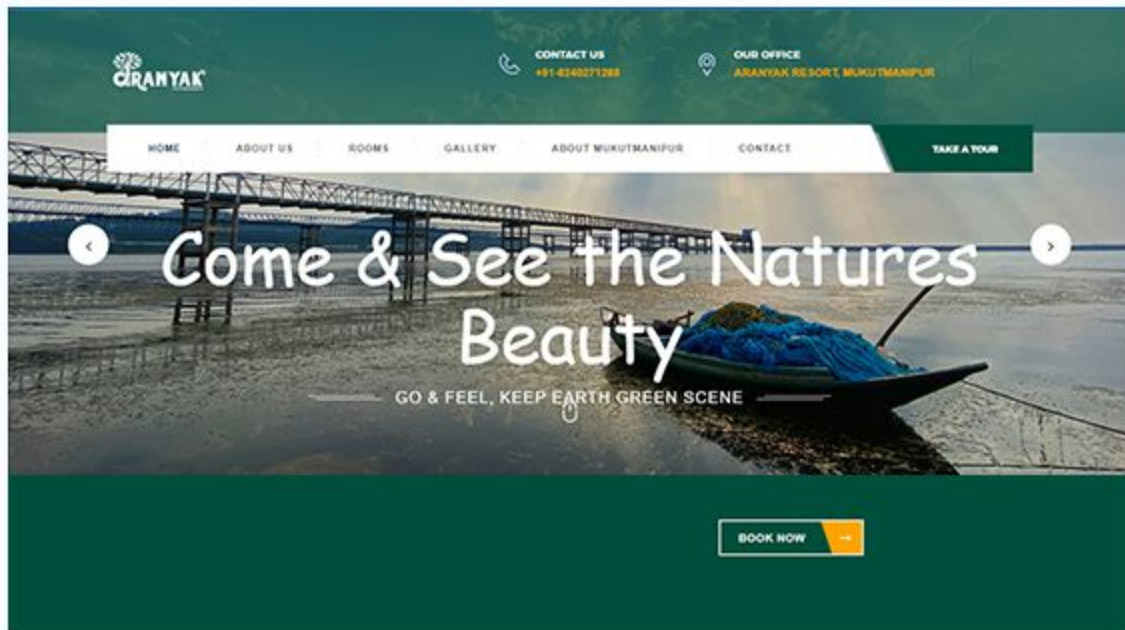 ARANYAK
CONTACT US
+91-8240271288
OUR OFFICE
ARANYAK RESORT, MUKUTMANIPUR
HOME
ABOUT US
ROOMS
GALLERY
ABOUT MUKUTMANIPUR
CONTACT
TAKE A TOUR
Come & See the Natures
Beauty
GO & FEEL, KEEP EARTH GREEN SCENE
BOOK NOW